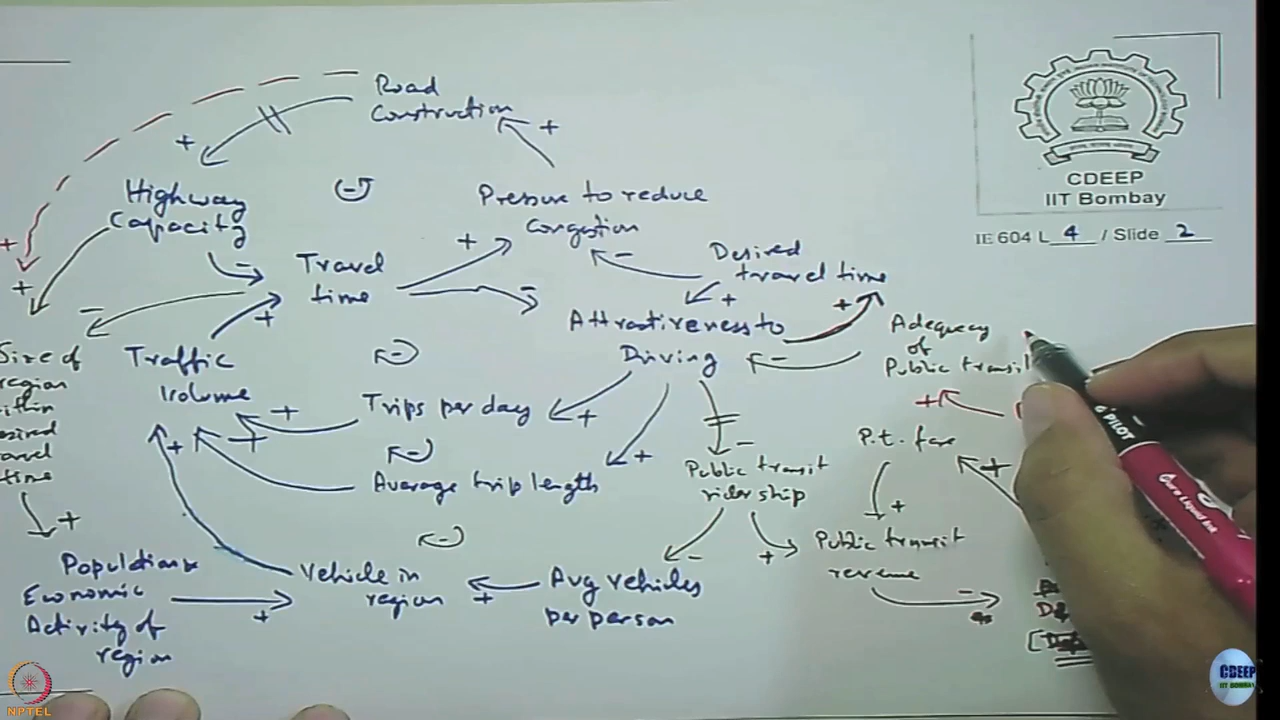 Road
Construction
+
+
Highway
Capacity
Pressure to reduce
Congestion
CDEEP
IIT Bombay
IE 604 L 4 / Slide 2
Desired
travel time
Travel
time
+
-
-
+
+
+
+
-
+
-
-
Attractiveness to
Driving
Adequacy
of
Public transit
Size of
region
desired
time
Traffic
Volume
Trips per day
+
+
-
+
P.t. fare
+
+
+
+
-
Average trip length
+
-
Public transit
ridership
+
+
Public transit
revenue
-
Population &
Economic
Activity of
region
+
Vehicle in
region
+
Avg vehicles
per person
-
+
-
PILOT
NPTEL
CDEEP
IIT BOMBAY